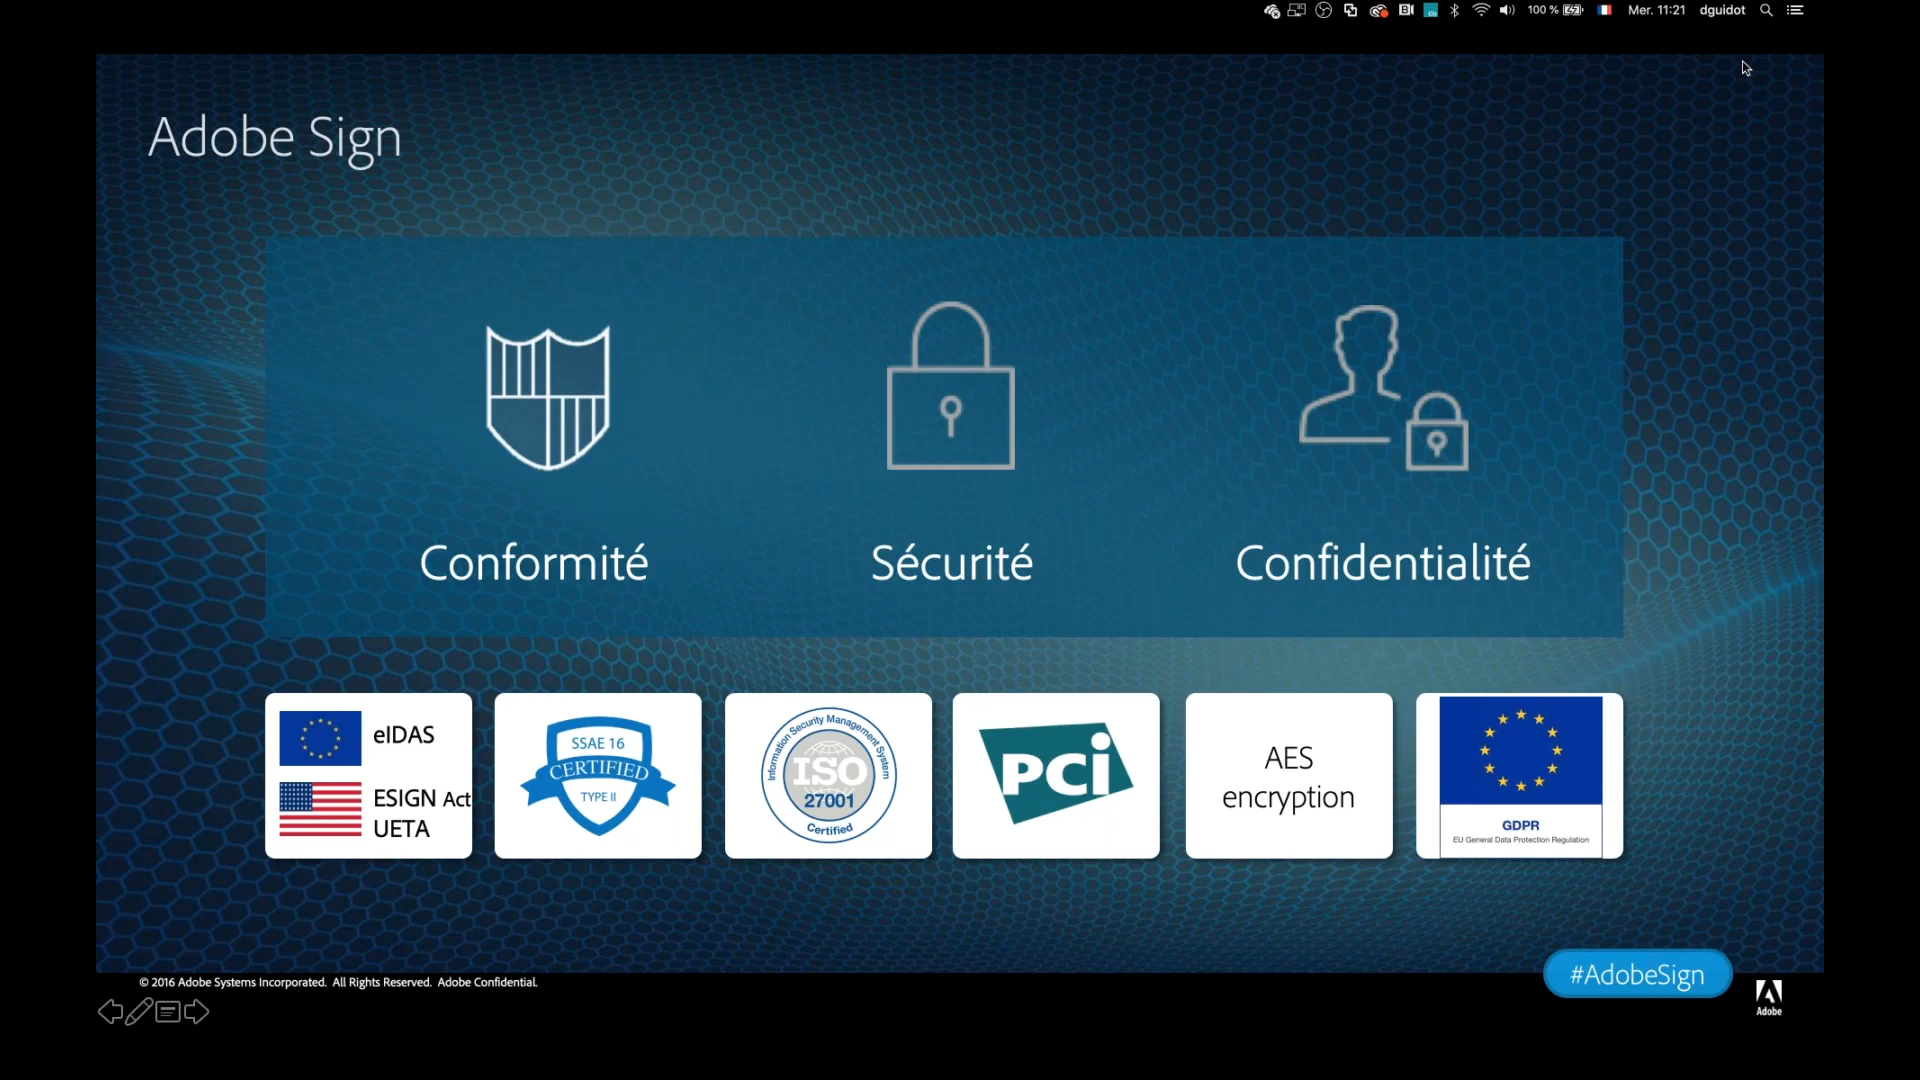 100 %
Mer. 11:21
dguidot
Adobe Sign
Conformité
Sécurité
Confidentialité
eIDAS
ESIGN Act
UETA
SSAE 16
CERTIFIED
TYPE II
Information Security Management System
ISO
27001
Certified
PCi
AES
encryption
GDPR
EU General Data Protection Regulation
#AdobeSign
© 2016 Adobe Systems Incorporated. All Rights Reserved. Adobe Confidential.
Adobe